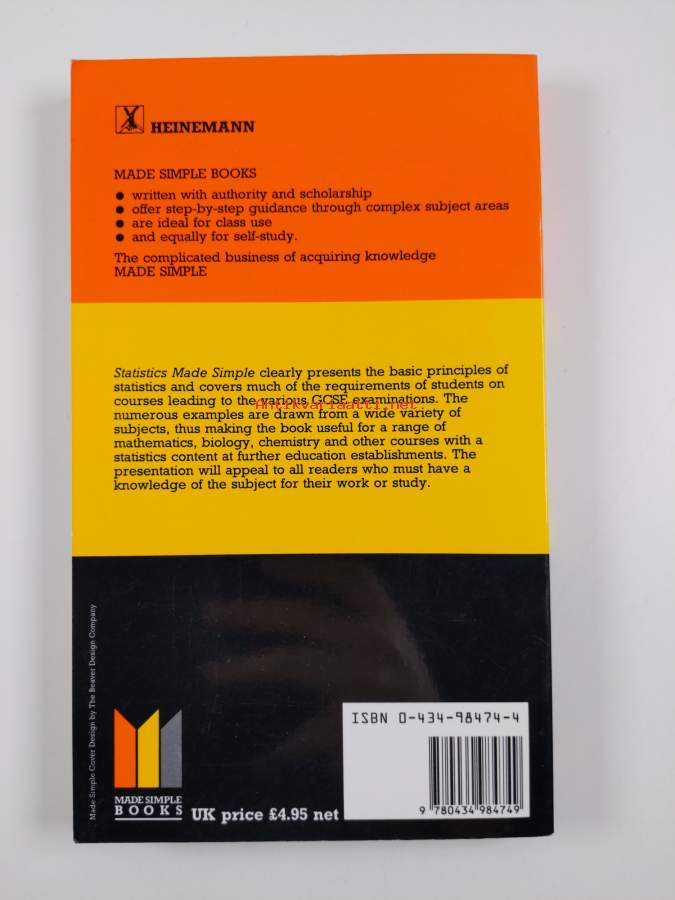 HEINEMANN
MADE SIMPLE BOOKS
● written with authority and scholarship
● offer step-by-step guidance through complex subject areas
● are ideal for class use
● and equally for self-study.
The complicated business of acquiring knowledge
MADE SIMPLE
Statistics Made Simple clearly presents the basic principles of
statistics and covers much of the requirements of students on
courses leading to the various GCSE examinations. The
Antikvariaatti.net
numerous examples are drawn from a wide variety of
subjects, thus making the book useful for a range of
mathematics, biology, chemistry and other courses with a
statistics content at further education establishments. The
presentation will appeal to all readers who must have a
knowledge of the subject for their work or study.
Made Simple Cover Design by The Beaver Design Company
MADE SIMPLE
BOOKS
UK price £4.95 net
ISBN 0-434-98474-4
9 780434 984749